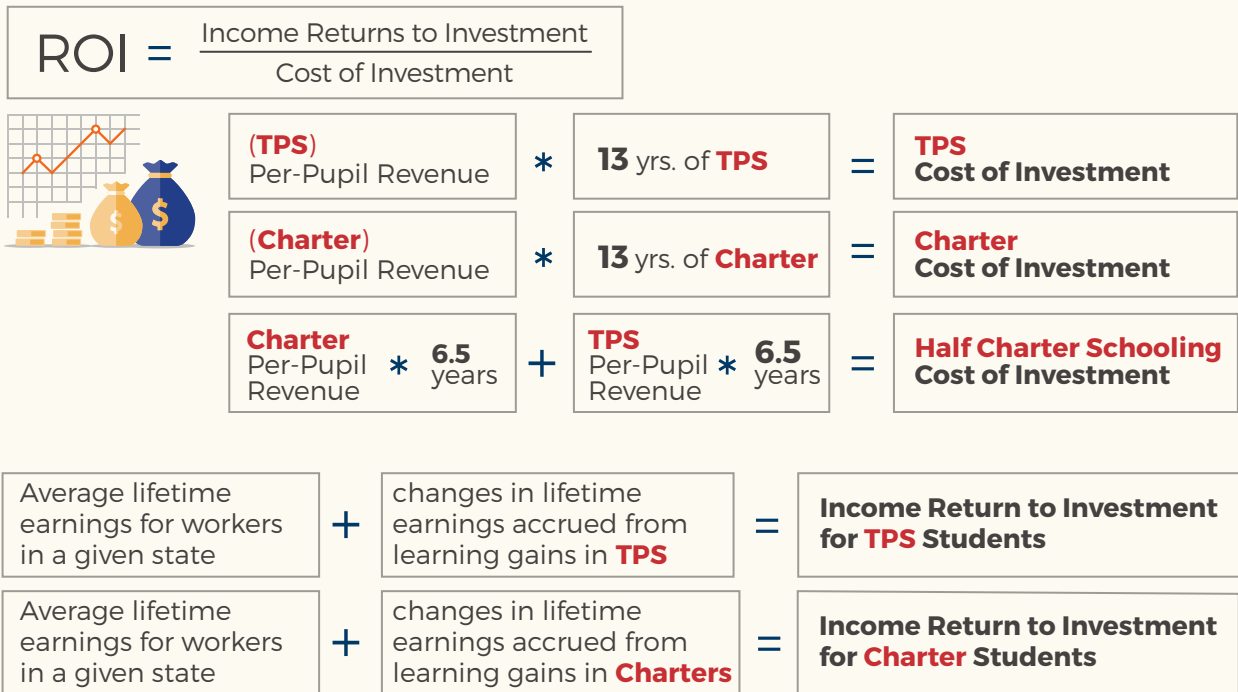 ROI = Income Returns to Investment
Cost of Investment
$ $
(TPS)
Per-Pupil Revenue
*
13 yrs. of TPS
=
TPS
Cost of Investment
(Charter)
Per-Pupil Revenue
*
13 yrs. of Charter
=
Charter
Cost of Investment
Charter
Per-Pupil
Revenue
*
6.5
years
+
TPS
Per-Pupil
Revenue
*
6.5
years
=
Half Charter Schooling
Cost of Investment
Average lifetime
earnings for workers
in a given state
+
changes in lifetime
earnings accrued from
learning gains in TPS
=
Income Return to Investment
for TPS Students
Average lifetime
earnings for workers
in a given state
+
changes in lifetime
earnings accrued from
learning gains in Charters
=
Income Return to Investment
for Charter Students